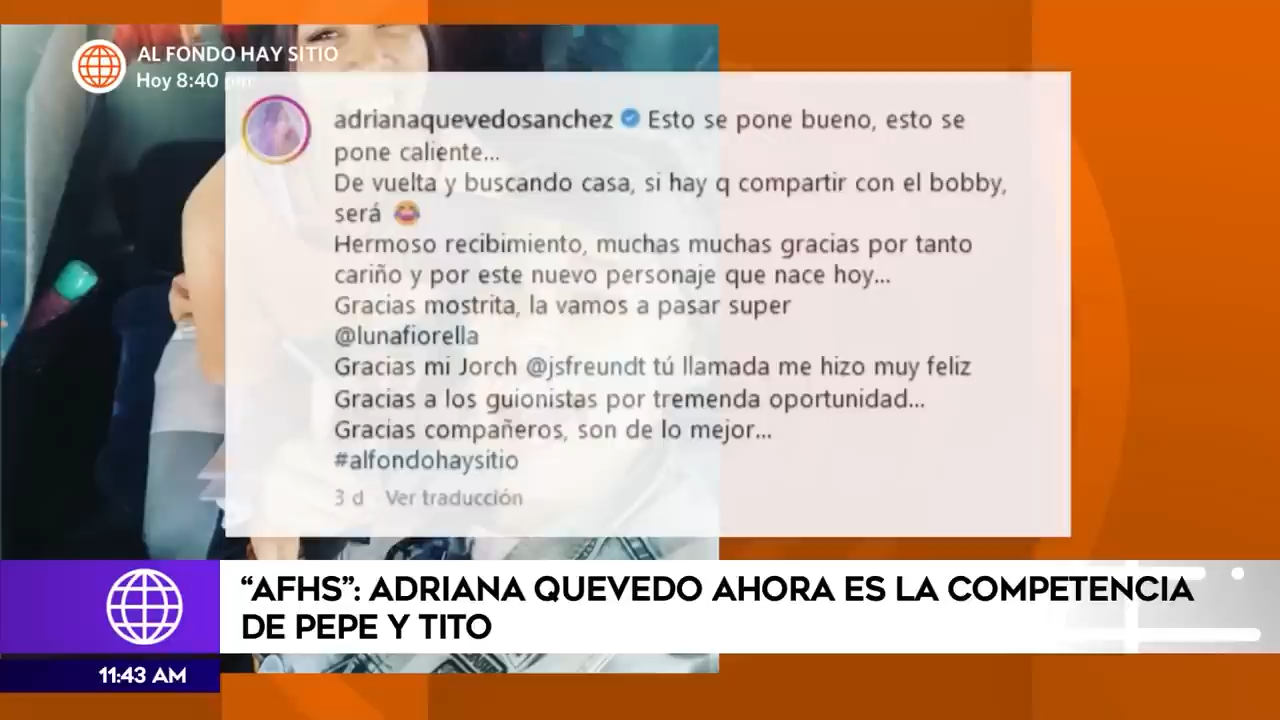 AL FONDO HAY SITIO
Hoy 8:40 pm
adrianaquevedosanchez Esto se pone bueno, esto se
pone caliente...
De vuelta y buscando casa, si hay q compartir con el bobby,
será 😂
Hermoso recibimiento, muchas muchas gracias por tanto
cariño y por este nuevo personaje que nace hoy...
Gracias mostrita, la vamos a pasar super
@lunafiorella
Gracias mi Jorch @jsfreundt tú llamada me hizo muy feliz
Gracias a los guionistas por tremenda oportunidad...
Gracias compañeros, son de lo mejor...
#alfondohaysitio
3 d Ver traducción
“AFHS”: ADRIANA QUEVEDO AHORA ES LA COMPETENCIA
DE PEPE Y TITO
11:43 AM